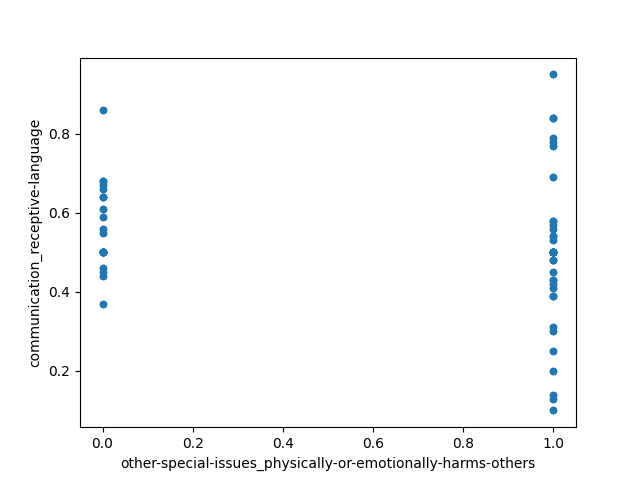 0.8
0.6
0.4
0.2
communication_receptive-language
0.0 0.2 0.4 0.6 0.8 1.0
other-special-issues_physically-or-emotionally-harms-others